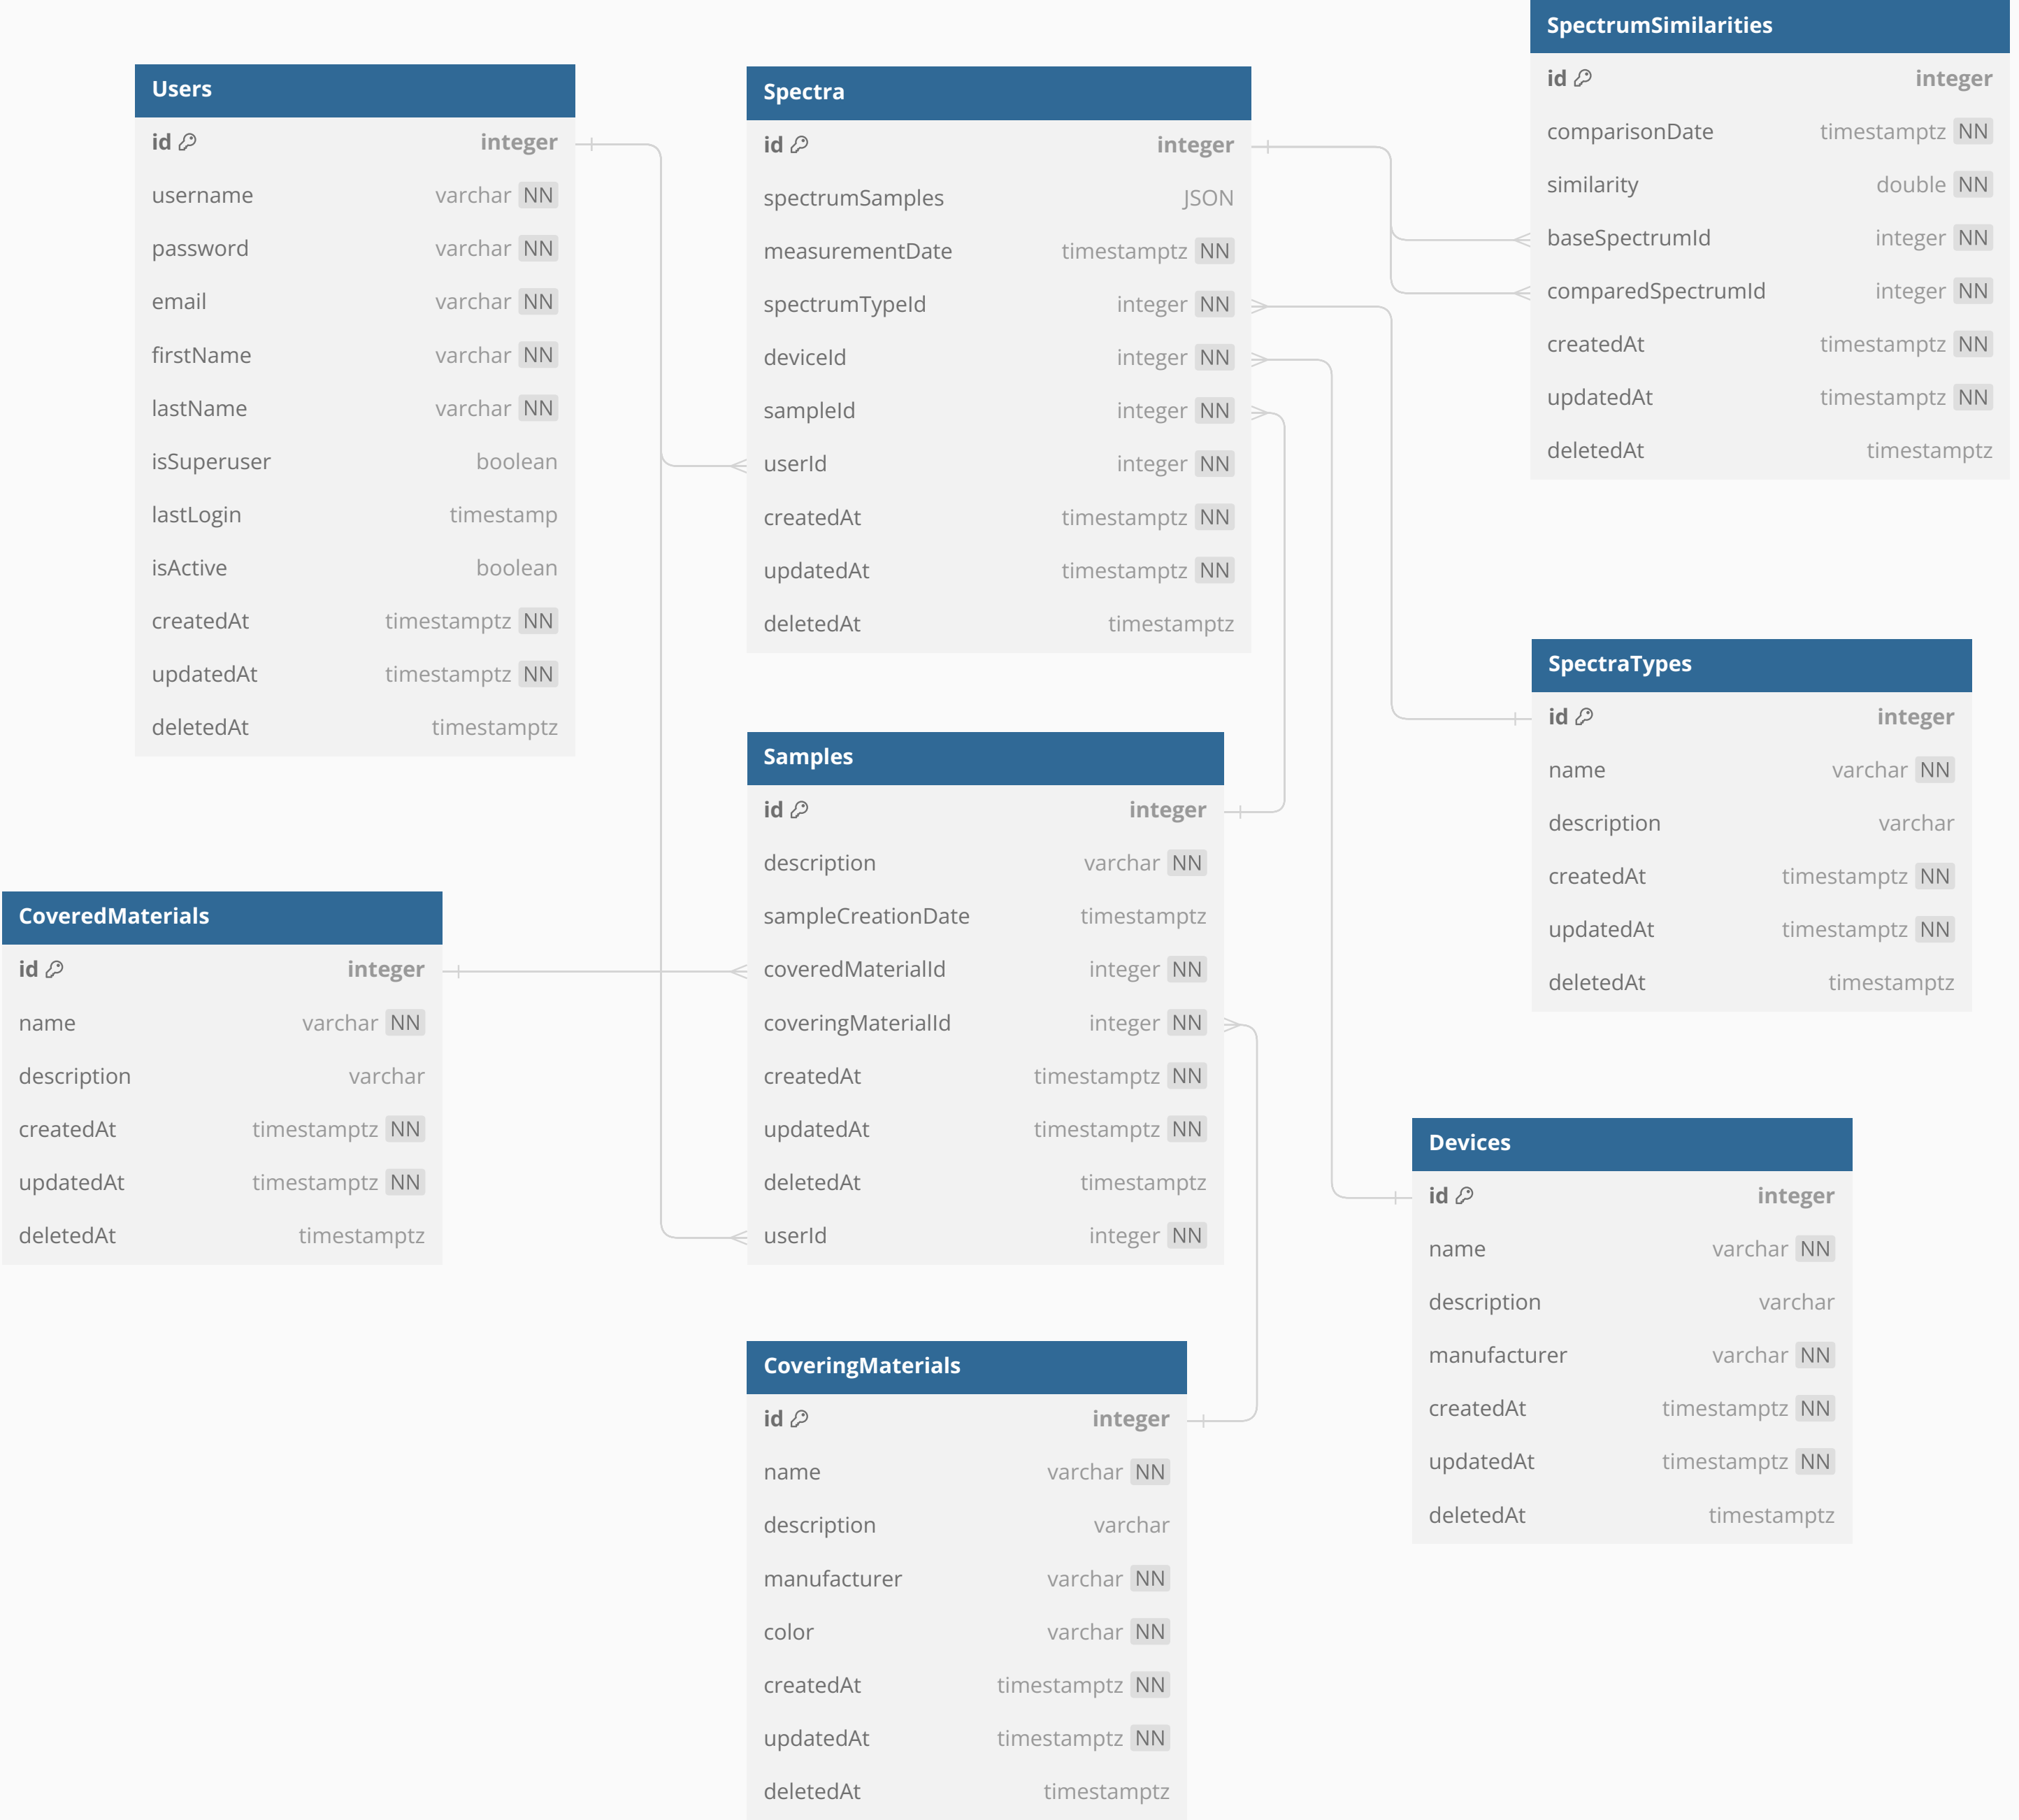 Users
id integer
username varchar NN
password varchar NN
email varchar NN
firstName varchar NN
lastName varchar NN
isSuperuser boolean
lastLogin timestamp
isActive boolean
createdAt timestamptz NN
updatedAt timestamptz NN
deletedAt timestamptz
Spectra
id integer
spectrumSamples JSON
measurementDate timestamptz NN
spectrumTypeId integer NN
deviceId integer NN
sampleId integer NN
userId integer NN
createdAt timestamptz NN
updatedAt timestamptz NN
deletedAt timestamptz
SpectrumSimilarities
id integer
comparisonDate timestamptz NN
similarity double NN
baseSpectrumId integer NN
comparedSpectrumId integer NN
createdAt timestamptz NN
updatedAt timestamptz NN
deletedAt timestamptz
SpectraTypes
id integer
name varchar NN
description varchar
createdAt timestamptz NN
updatedAt timestamptz NN
deletedAt timestamptz
Samples
id integer
description varchar NN
sampleCreationDate timestamptz
coveredMaterialId integer NN
coveringMaterialId integer NN
createdAt timestamptz NN
updatedAt timestamptz NN
deletedAt timestamptz
userId integer NN
CoveredMaterials
id integer
name varchar NN
description varchar
createdAt timestamptz NN
updatedAt timestamptz NN
deletedAt timestamptz
Devices
id integer
name varchar NN
description varchar
manufacturer varchar NN
createdAt timestamptz NN
updatedAt timestamptz NN
deletedAt timestamptz
CoveringMaterials
id integer
name varchar NN
description varchar
manufacturer varchar NN
color varchar NN
createdAt timestamptz NN
updatedAt timestamptz NN
deletedAt timestamptz